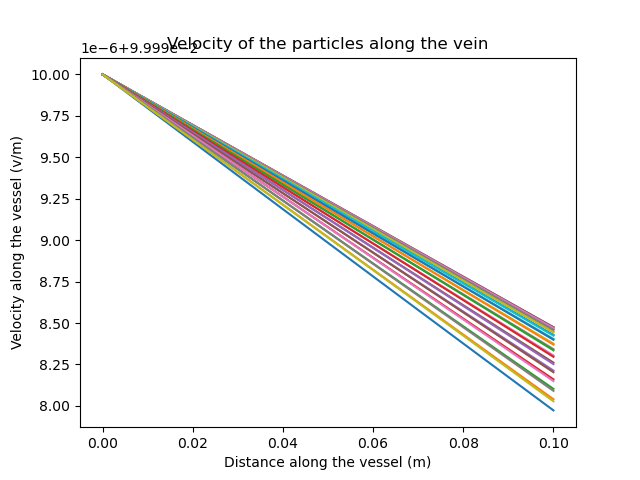 Velocity of the particles along the vein
1e−6+9.999e−2
10.00
9.75
9.50
9.25
9.00
8.75
8.50
8.25
8.00
Velocity along the vessel (v/m)
0.00 0.02 0.04 0.06 0.08 0.10
Distance along the vessel (m)